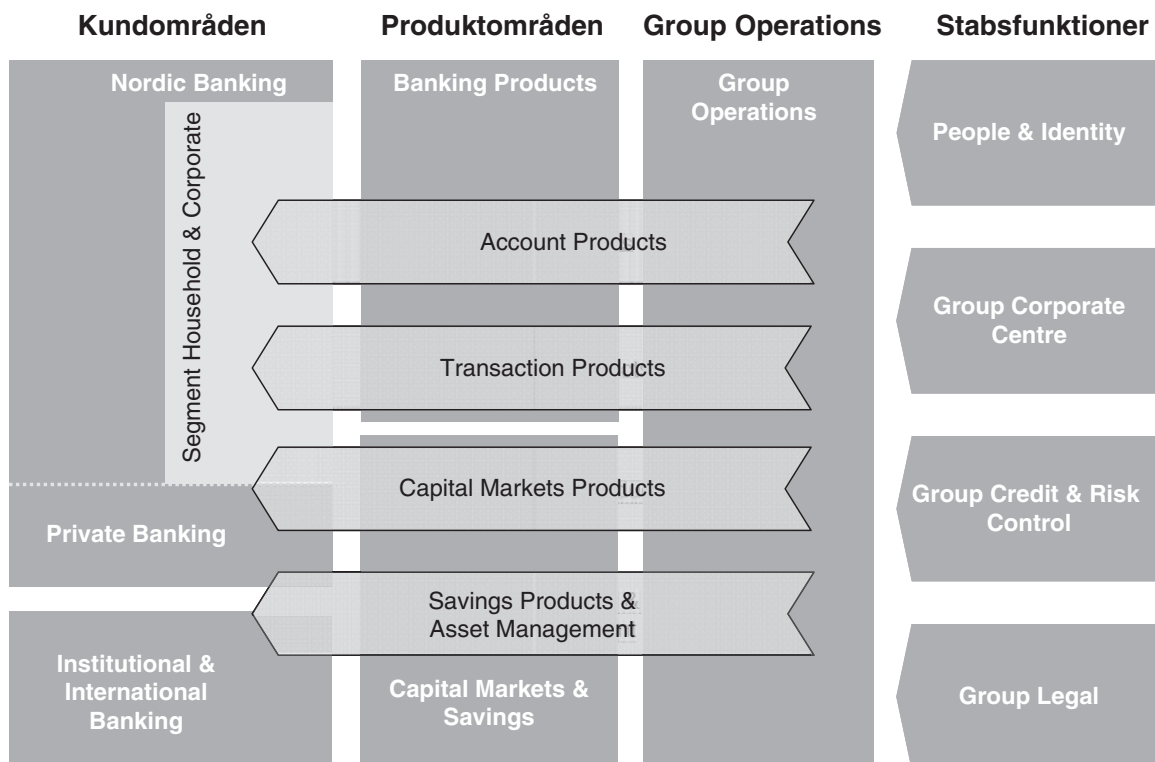 Kundområden
Produktområden
Group Operations
Stabsfunktioner
Nordic Banking
Segment Household & Corporate
Private Banking
Institutional &
International
Banking
Banking Products
Group
Operations
Account Products
Transaction Products
Capital Markets Products
Savings Products &
Asset Management
Capital Markets &
Savings
People & Identity
Group Corporate
Centre
Group Credit & Risk
Control
Group Legal